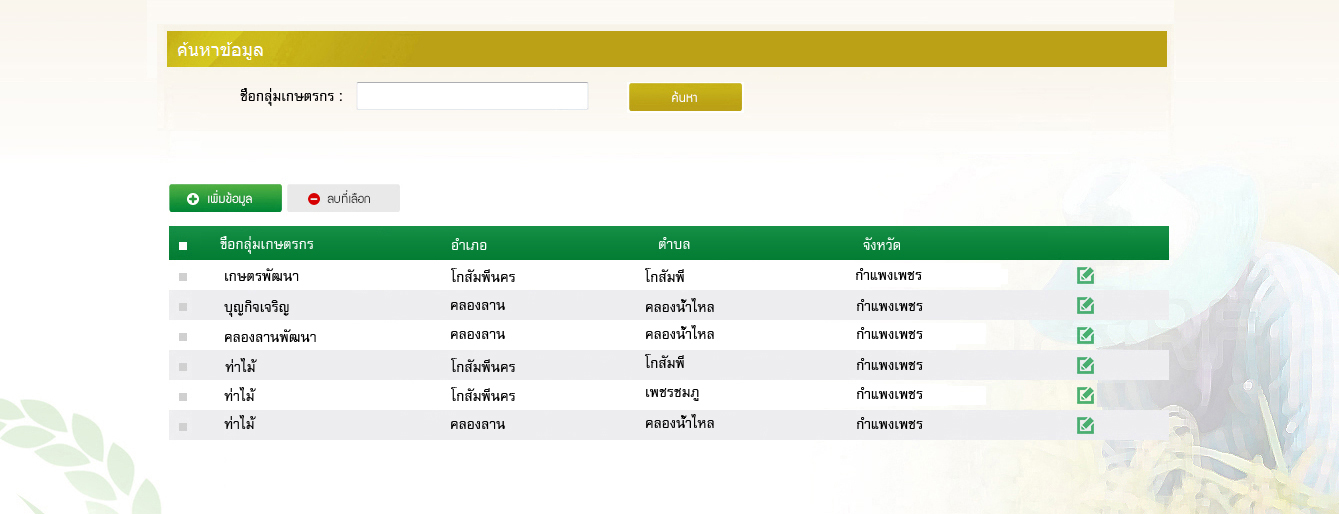 ค้นหาข้อมูล
ชื่อกลุ่มเกษตรกร : ค้นหา
เพิ่มข้อมูล ลบที่เลือก
ชื่อกลุ่มเกษตรกร อำเภอ ตำบล จังหวัด
เกษตรพัฒนา โกสัมพีนคร โกสัมพี กำแพงเพชร
บุญกิจเจริญ คลองลาน คลองน้ำไหล กำแพงเพชร
คลองลานพัฒนา คลองลาน คลองน้ำไหล กำแพงเพชร
ท่าไม้ โกสัมพีนคร โกสัมพี กำแพงเพชร
ท่าไม้ โกสัมพีนคร เพชรชมภู กำแพงเพชร
ท่าไม้ คลองลาน คลองน้ำไหล กำแพงเพชร